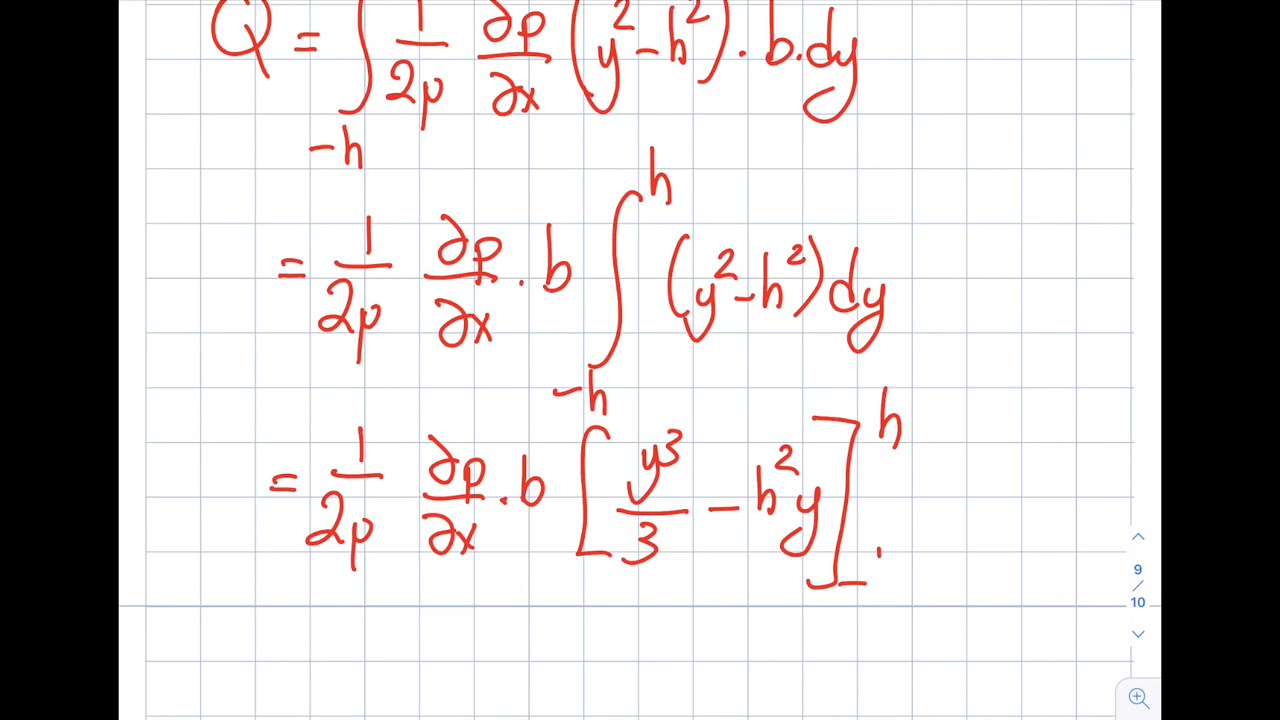 Q = ∫_{-h} 1/2μ ∂p/∂x (y² - h²) · b · dy
= 1/2μ ∂p/∂x · b ∫_{-h}^{h} (y² - h²) dy
= 1/2μ ∂p/∂x · b [y³/3 - h²y]_{-}^{h}
9
/
10